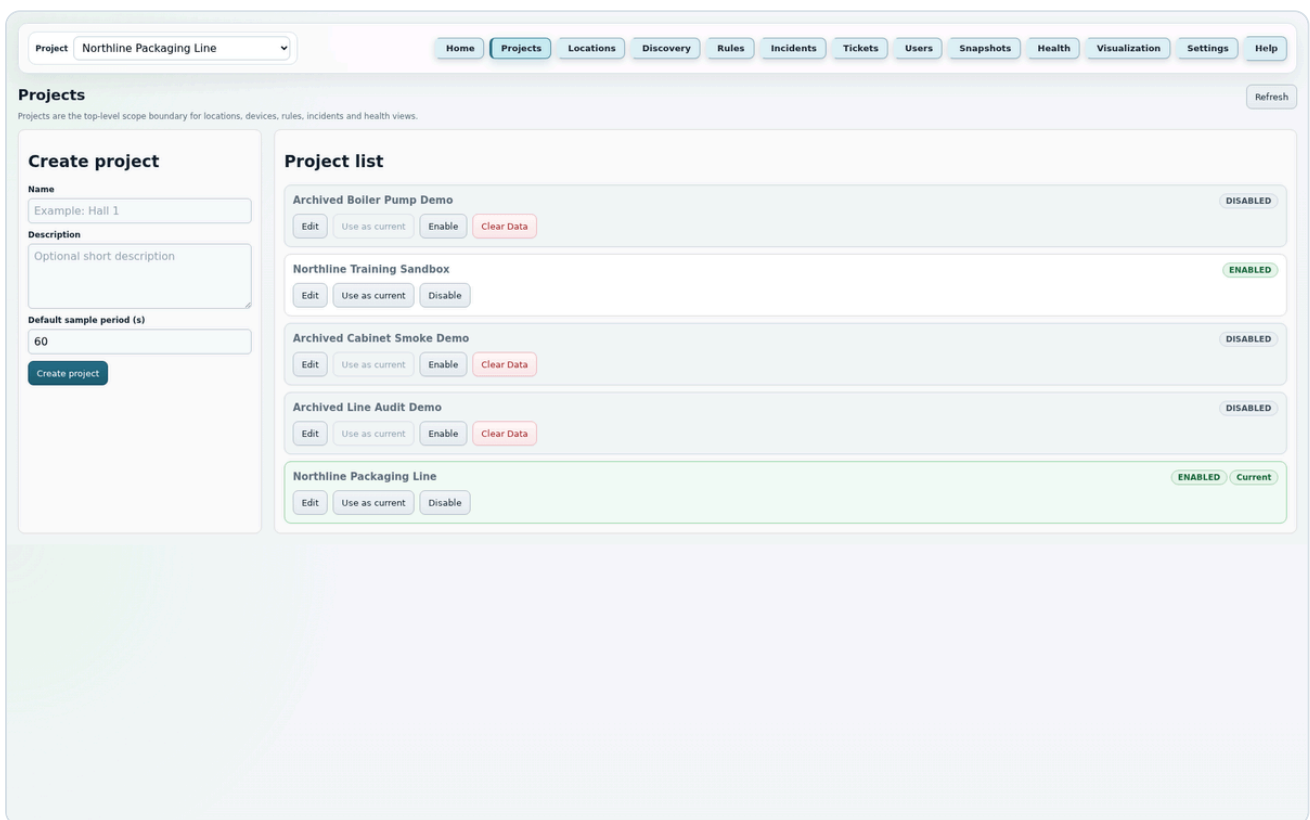 Project Northline Packaging Line Home Projects Locations Discovery Rules Incidents Tickets Users Snapshots Health Visualization Settings Help
Projects
Refresh
Projects are the top-level scope boundary for locations, devices, rules, incidents and health views.
Create project
Name
Example: Hall 1
Description
Optional short description
Default sample period (s)
60
Create project
Project list
Archived Boiler Pump Demo DISABLED
Edit Use as current Enable Clear Data
Northline Training Sandbox ENABLED
Edit Use as current Disable
Archived Cabinet Smoke Demo DISABLED
Edit Use as current Enable Clear Data
Archived Line Audit Demo DISABLED
Edit Use as current Enable Clear Data
Northline Packaging Line ENABLED Current
Edit Use as current Disable